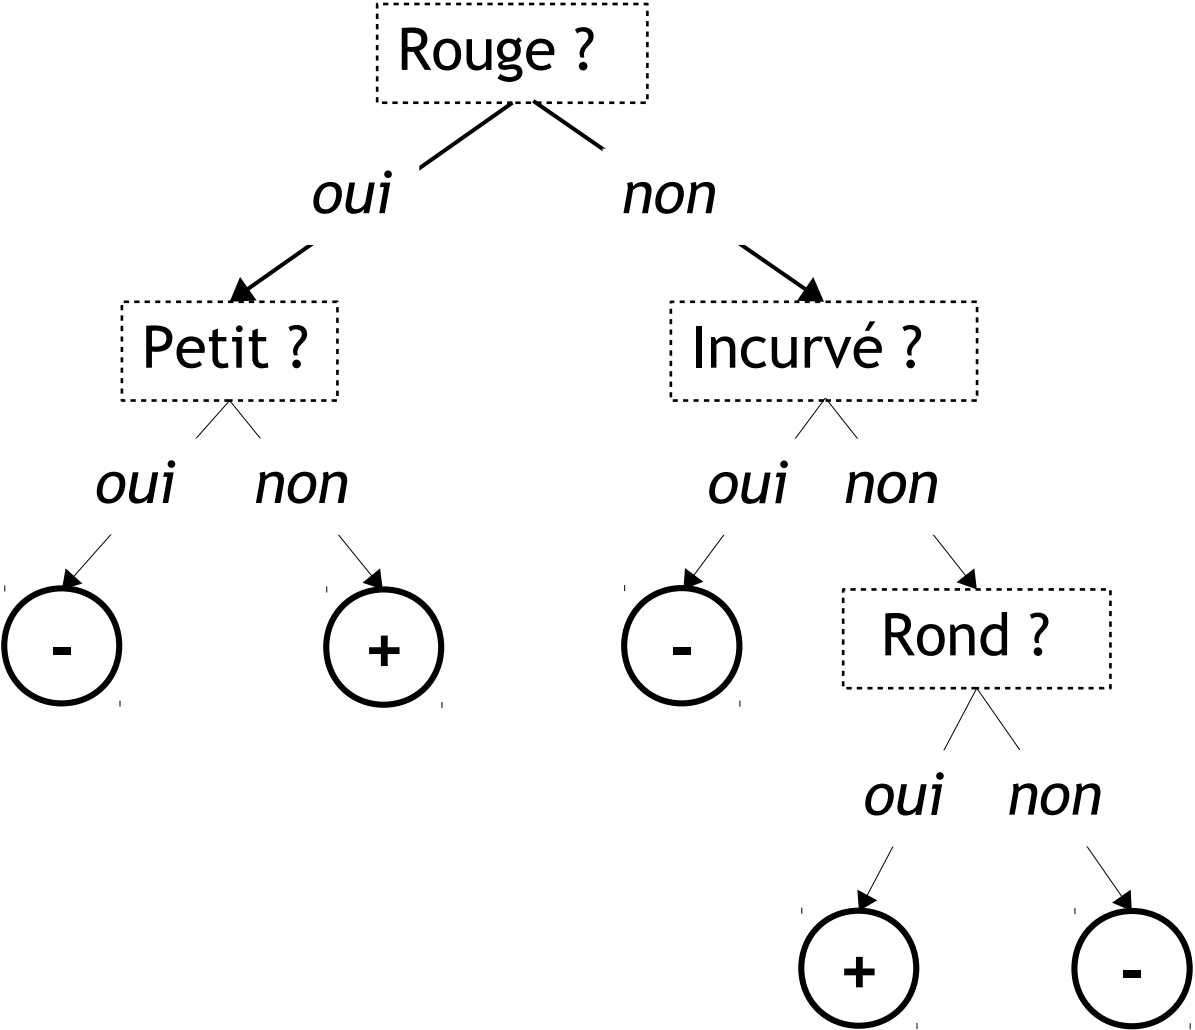 Rouge ?
oui
non
Petit ?
Incurvé ?
oui
non
oui
non
-
+
-
Rond ?
oui
non
+
-